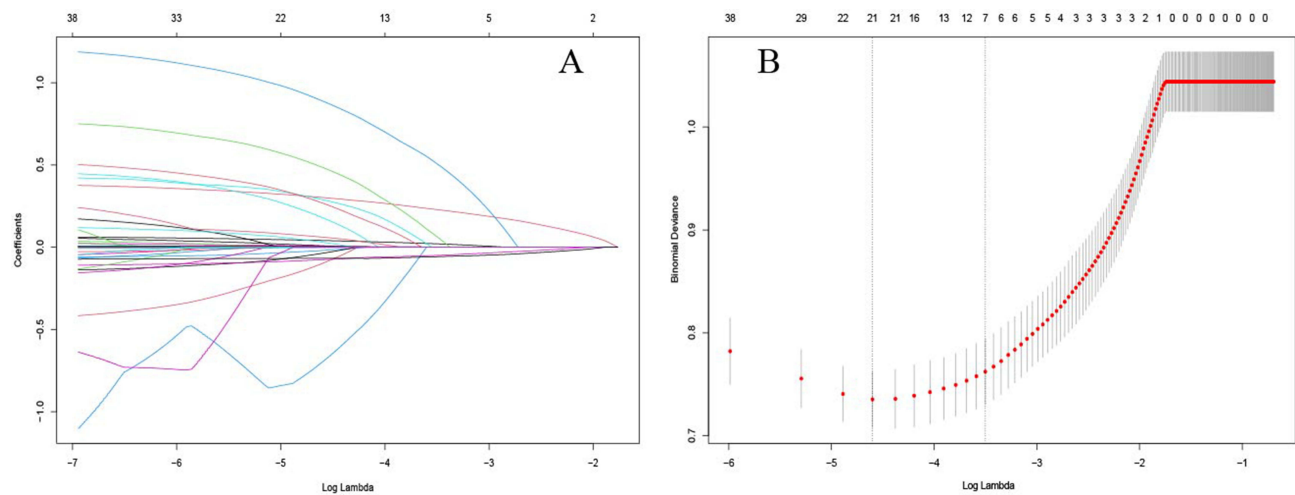 38 33 22 13 5 2
A
Coefficients
1.0
0.5
0.0
−0.5
−1.0
−7 −6 −5 −4 −3 −2
Log Lambda
38 29 22 21 21 16 13 12 7 6 6 5 5 4 3 3 3 3 3 2 1 0 0 0 0 0 0 0 0
B
Binomial Deviance
1.0
0.9
0.8
0.7
−6 −5 −4 −3 −2 −1
Log Lambda